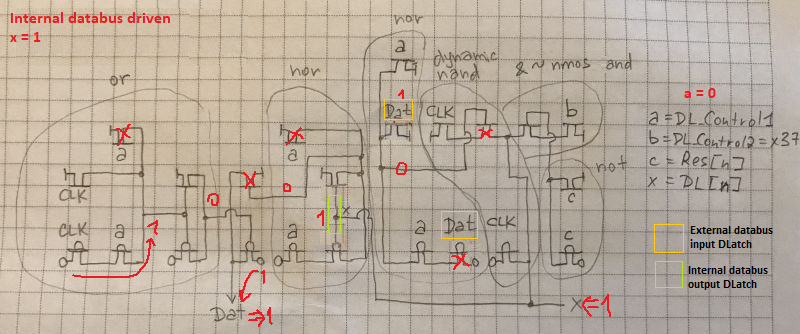 Internal databus driven
x = 1
or
nor
nor
a
dynamic
nand
& ~ nmos and
1
Dat
CLK
b
a = 0
a = DL_Control1
b = DL_Control2 = x37
c = Res[n]
x = DL[n]
a
a
0
not
c
CLK
0
0
1
x
CLK
a
1
a
a
Dat
CLK
c
1
Dat ⇒ 1
x ⇐ 1
External databus
input DLatch
Internal databus
output DLatch